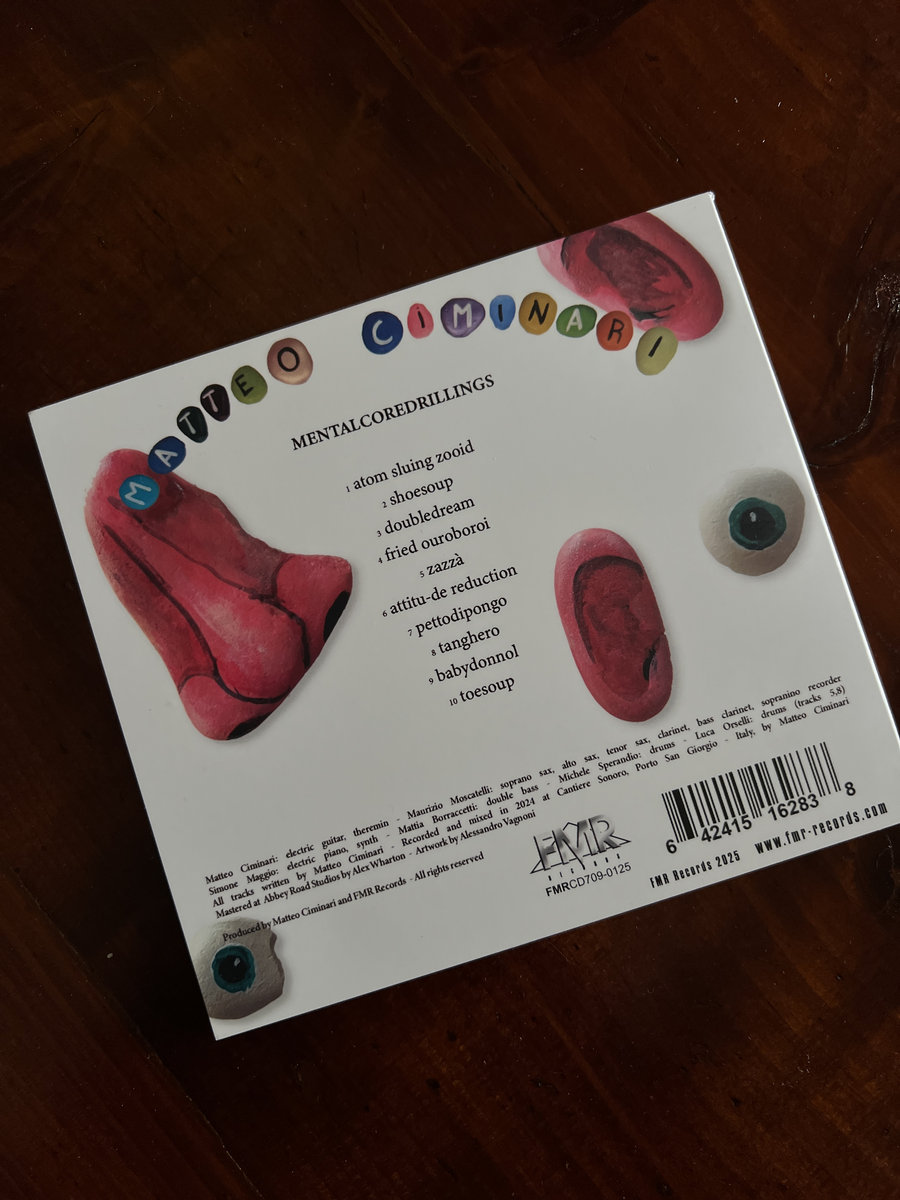 MATTEO CIMINARI
MENTALCOREDRILLINGS
1 atom sluing zooid
2 shoesoup
3 doubledream
4 fried ouroboroi
5 zazzà
6 attitu-de reduction
7 pettodipongo
8 tanghero
9 babydonnol
10 toesoup
Matteo Ciminari: electric guitar, theremin - Maurizio Moscatelli: soprano sax, alto sax, tenor sax, clarinet, bass clarinet, sopranino recorder
Simone Maggio: electric piano, synth - Mattia Borraccetti: double bass - Michele Sperandio: drums - Luca Orselli: drums (tracks 5,8)
All tracks written by Matteo Ciminari - Recorded and mixed in 2024 at Cantiere Sonoro, Porto San Giorgio - Italy, by Matteo Ciminari
Mastered at Abbey Road Studios by Alex Wharton - Artwork by Alessandro Vagnoni
Produced by Matteo Ciminari and FMR Records - All rights reserved
FMR
RECORDS
FMRCD709-0125
6 42415 16283 8
FMR Records 2025 www.fmr-records.com